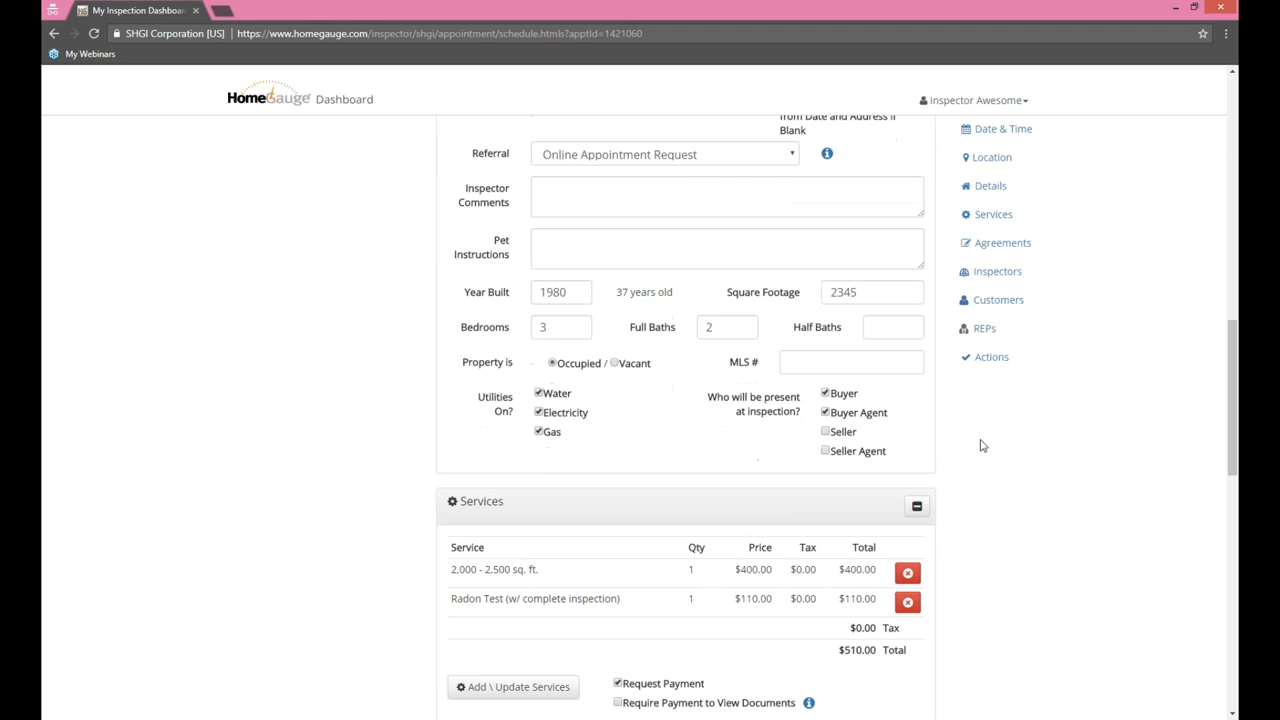 My Inspection Dashboar
SHGI Corporation [US] https://www.homegauge.com/inspector/shgi/appointment/schedule.htmls?apptId=1421060
My Webinars
HomeGauge Dashboard
Inspector Awesome
from Date and Address if
Blank
Date & Time
Referral Online Appointment Request
Location
Inspector
Comments
Details
Services
Pet
Instructions
Agreements
Inspectors
Year Built 1980 37 years old Square Footage 2345
Customers
Bedrooms 3 Full Baths 2 Half Baths
REPs
Property is Occupied / Vacant MLS #
Actions
Utilities
On?
Water
Electricity
Gas
Who will be present
at inspection?
Buyer
Buyer Agent
Seller
Seller Agent
Services
Service Qty Price Tax Total
2,000 - 2,500 sq. ft. 1 $400.00 $0.00 $400.00
Radon Test (w/ complete inspection) 1 $110.00 $0.00 $110.00
$0.00 Tax
$510.00 Total
Add \ Update Services
Request Payment
Require Payment to View Documents